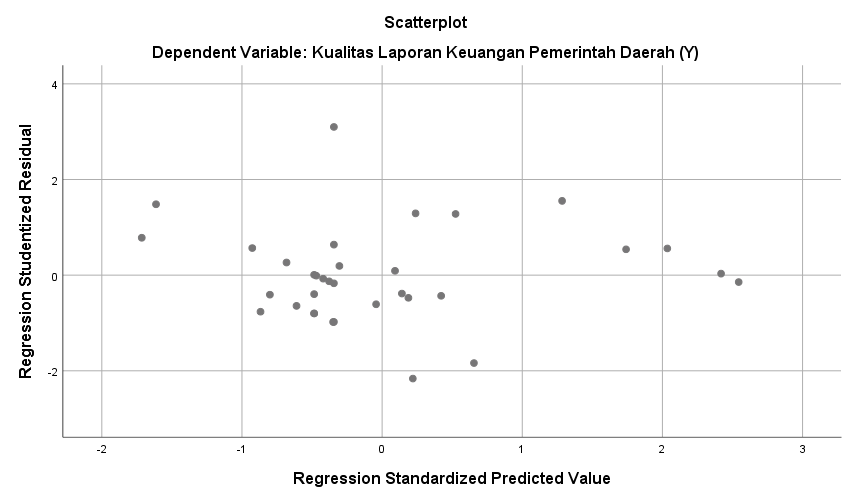 Scatterplot
Dependent Variable: Kualitas Laporan Keuangan Pemerintah Daerah (Y)
Regression Studentized Residual
4
2
0
-2
-2 -1 0 1 2 3
Regression Standardized Predicted Value